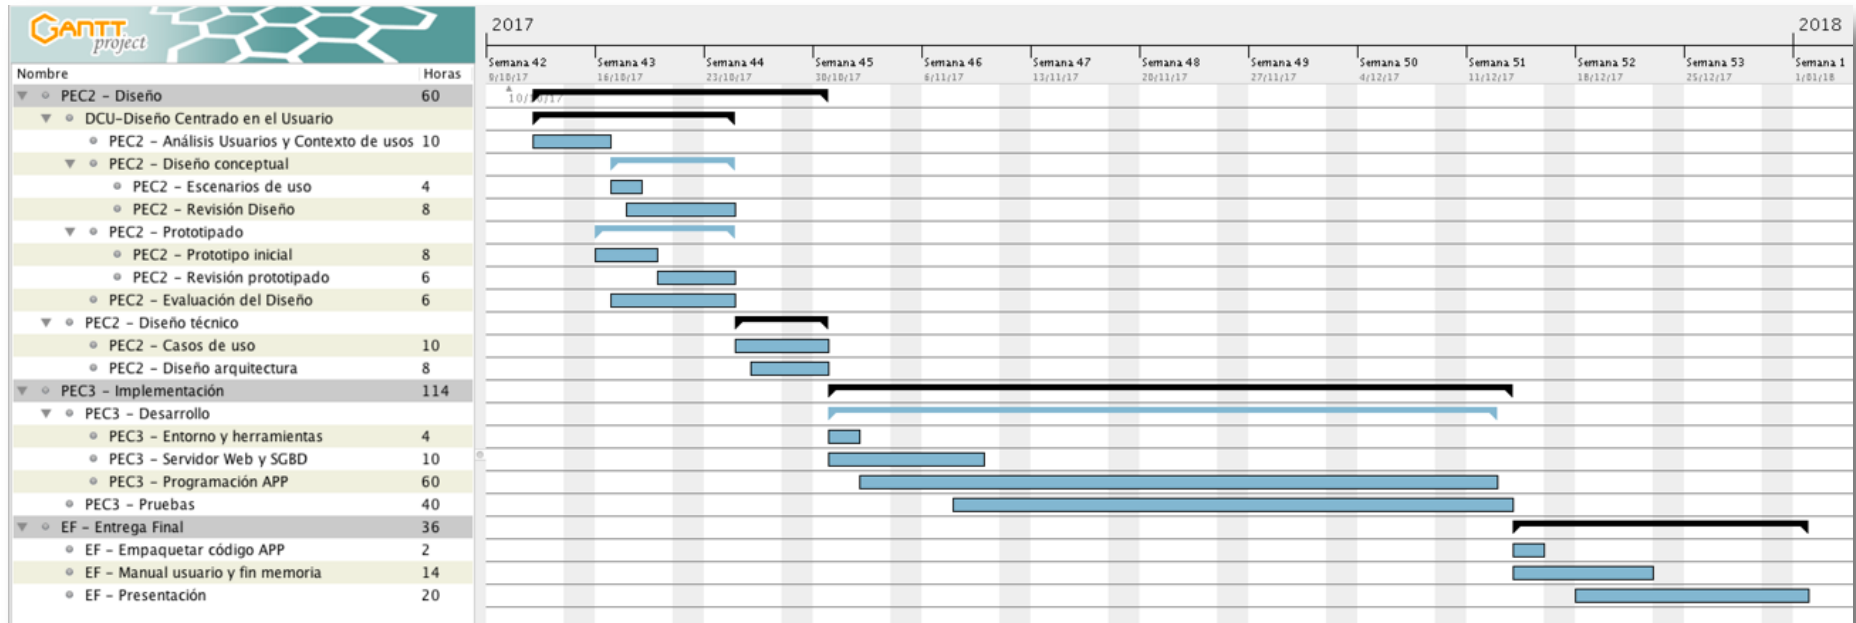 GANTT project
2017
2018
Nombre
Horas
Semana 42
Semana 43
Semana 44
Semana 45
Semana 46
Semana 47
Semana 48
Semana 49
Semana 50
Semana 51
Semana 52
Semana 53
Semana 1
9/10/17
16/10/17
23/10/17
30/10/17
6/11/17
13/11/17
20/11/17
27/11/17
4/12/17
11/12/17
18/12/17
25/12/17
1/01/18
10/10/17
PEC2 – Diseño 60
DCU–Diseño Centrado en el Usuario
PEC2 – Análisis Usuarios y Contexto de usos 10
PEC2 – Diseño conceptual
PEC2 – Escenarios de uso 4
PEC2 – Revisión Diseño 8
PEC2 – Prototipado
PEC2 – Prototipo inicial 8
PEC2 – Revisión prototipado 6
PEC2 – Evaluación del Diseño 6
PEC2 – Diseño técnico
PEC2 – Casos de uso 10
PEC2 – Diseño arquitectura 8
PEC3 – Implementación 114
PEC3 – Desarrollo
PEC3 – Entorno y herramientas 4
PEC3 – Servidor Web y SGBD 10
PEC3 – Programación APP 60
PEC3 – Pruebas 40
EF – Entrega Final 36
EF – Empaquetar código APP 2
EF – Manual usuario y fin memoria 14
EF – Presentación 20